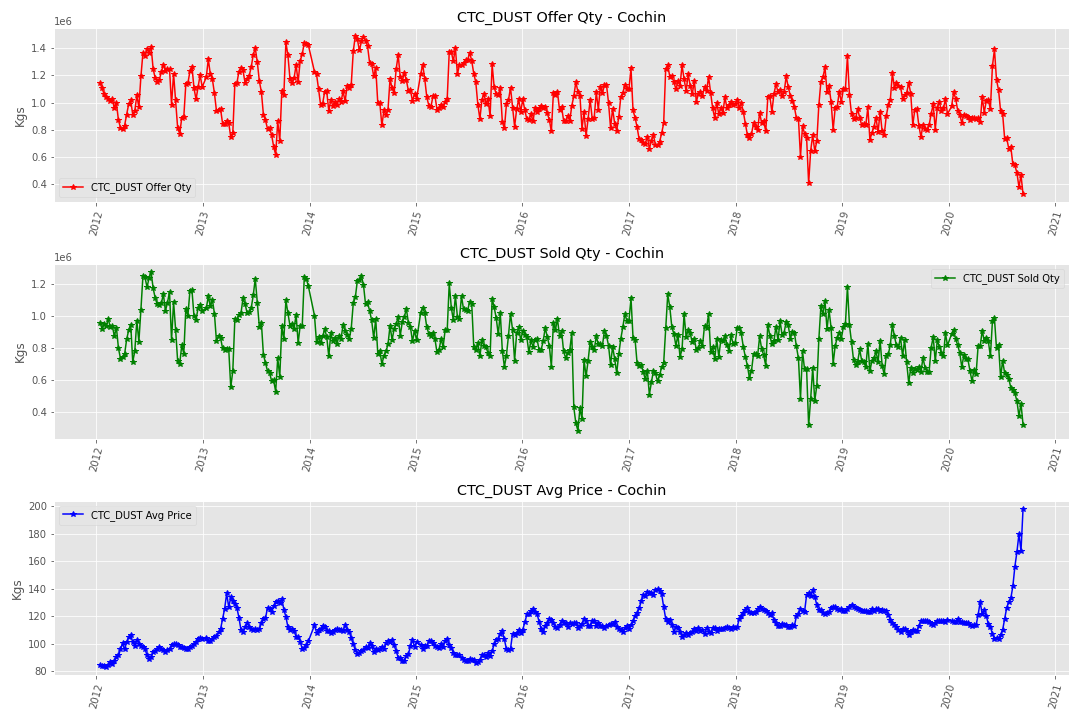 CTC_DUST Offer Qty - Cochin
1e6
1.4
1.2
1.0
0.8
0.6
0.4
Kgs
CTC_DUST Offer Qty
2012 2013 2014 2015 2016 2017 2018 2019 2020 2021
CTC_DUST Sold Qty - Cochin
1e6
1.2
1.0
0.8
0.6
0.4
Kgs
CTC_DUST Sold Qty
2012 2013 2014 2015 2016 2017 2018 2019 2020 2021
CTC_DUST Avg Price - Cochin
200
180
160
140
120
100
80
Kgs
CTC_DUST Avg Price
2012 2013 2014 2015 2016 2017 2018 2019 2020 2021